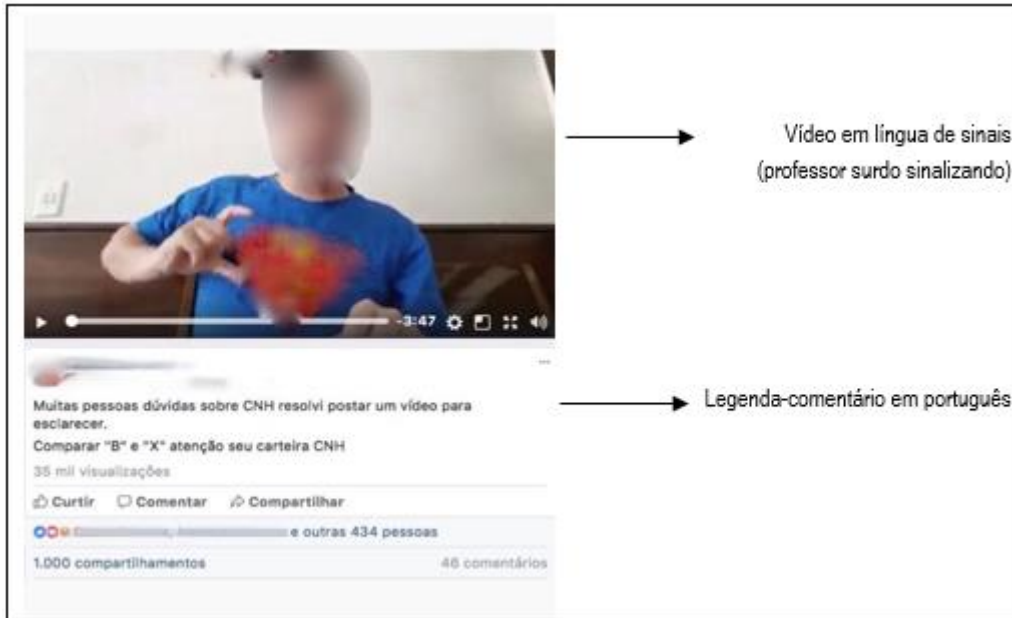 Vídeo em língua de sinais
(professor surdo sinalizando)
-3:47
Muitas pessoas dúvidas sobre CNH resolvi postar um vídeo para
esclarecer.
Comparar "B" e "X" atenção seu carteira CNH
Legenda-comentário em português
35 mil visualizações
Curtir Comentar Compartilhar
e outras 434 pessoas
1.000 compartilhamentos 46 comentários